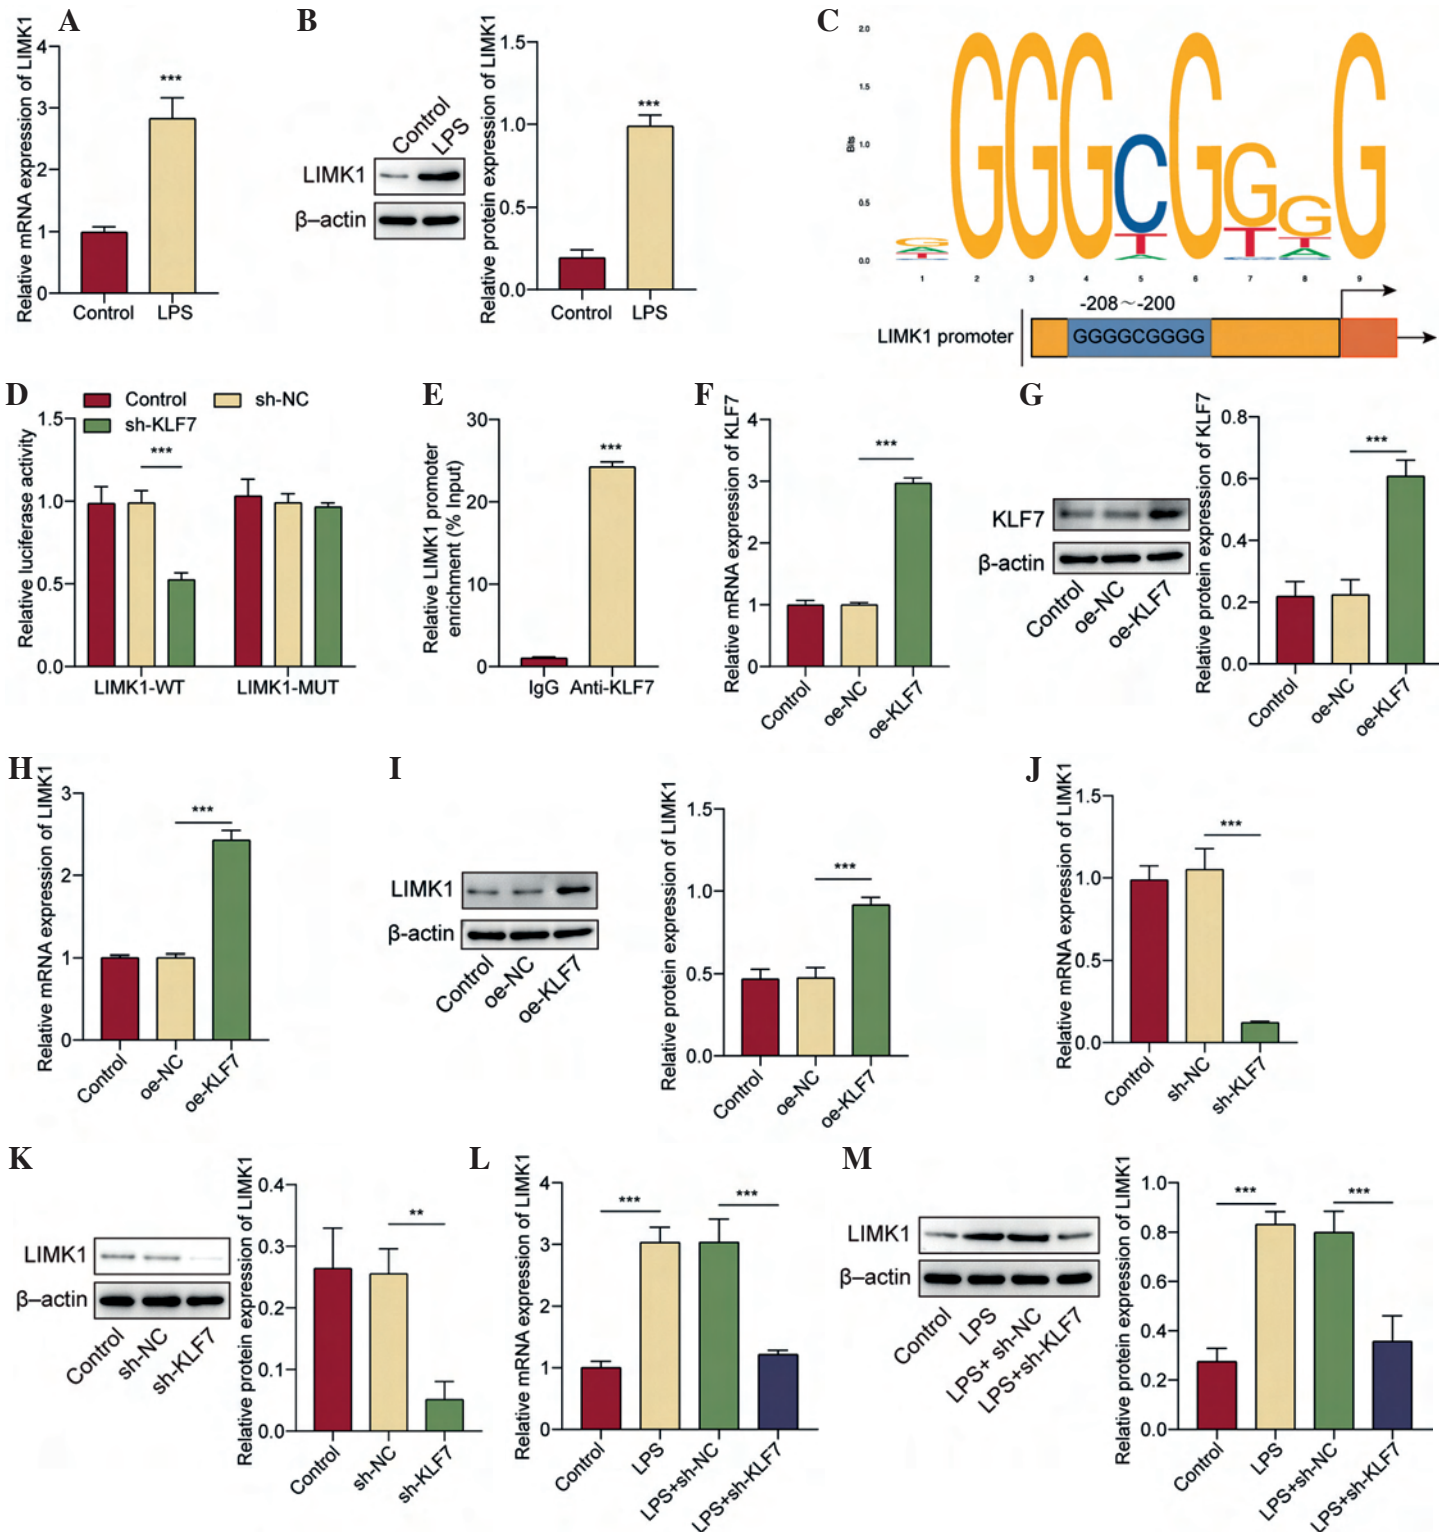 A
Relative mRNA expression of LIMK1
4
3
2
1
0
***
Control
LPS
B
Control
LPS
LIMK1
β–actin
Relative protein expression of LIMK1
1.5
1.0
0.5
0.0
***
Control
LPS
C
Bits
2.0
1.5
1.0
0.5
0.0
GGGCGGGG
1 2 3 4 5 6 7 8 9
-208～-200
LIMK1 promoter
GGGGCGGGG
D
Control
sh-NC
sh-KLF7
Relative luciferase activity
1.5
1.0
0.5
0.0
***
LIMK1-WT
LIMK1-MUT
E
Relative LIMK1 promoter
enrichment (% Input)
30
20
10
0
***
IgG
Anti-KLF7
F
Relative mRNA expression of KLF7
4
3
2
1
0
***
Control
oe-NC
oe-KLF7
G
KLF7
β-actin
Control
oe-NC
oe-KLF7
Relative protein expression of KLF7
0.8
0.6
0.4
0.2
0.0
***
Control
oe-NC
oe-KLF7
H
Relative mRNA expression of LIMK1
3
2
1
0
***
Control
oe-NC
oe-KLF7
I
LIMK1
β-actin
Control
oe-NC
oe-KLF7
Relative protein expression of LIMK1
1.5
1.0
0.5
0.0
***
Control
oe-NC
oe-KLF7
J
Relative mRNA expression of LIMK1
1.5
1.0
0.5
0.0
***
Control
sh-NC
sh-KLF7
K
LIMK1
β–actin
Control
sh-NC
sh-KLF7
Relative protein expression of LIMK1
0.4
0.3
0.2
0.1
0.0
**
Control
sh-NC
sh-KLF7
L
Relative mRNA expression of LIMK1
4
3
2
1
0
***
***
Control
LPS
LPS+sh-NC
LPS+sh-KLF7
M
LIMK1
β–actin
Control
LPS
LPS+ sh-NC
LPS+sh-KLF7
Relative protein expression of LIMK1
1.0
0.8
0.6
0.4
0.2
0.0
***
***
Control
LPS
LPS+sh-NC
LPS+sh-KLF7